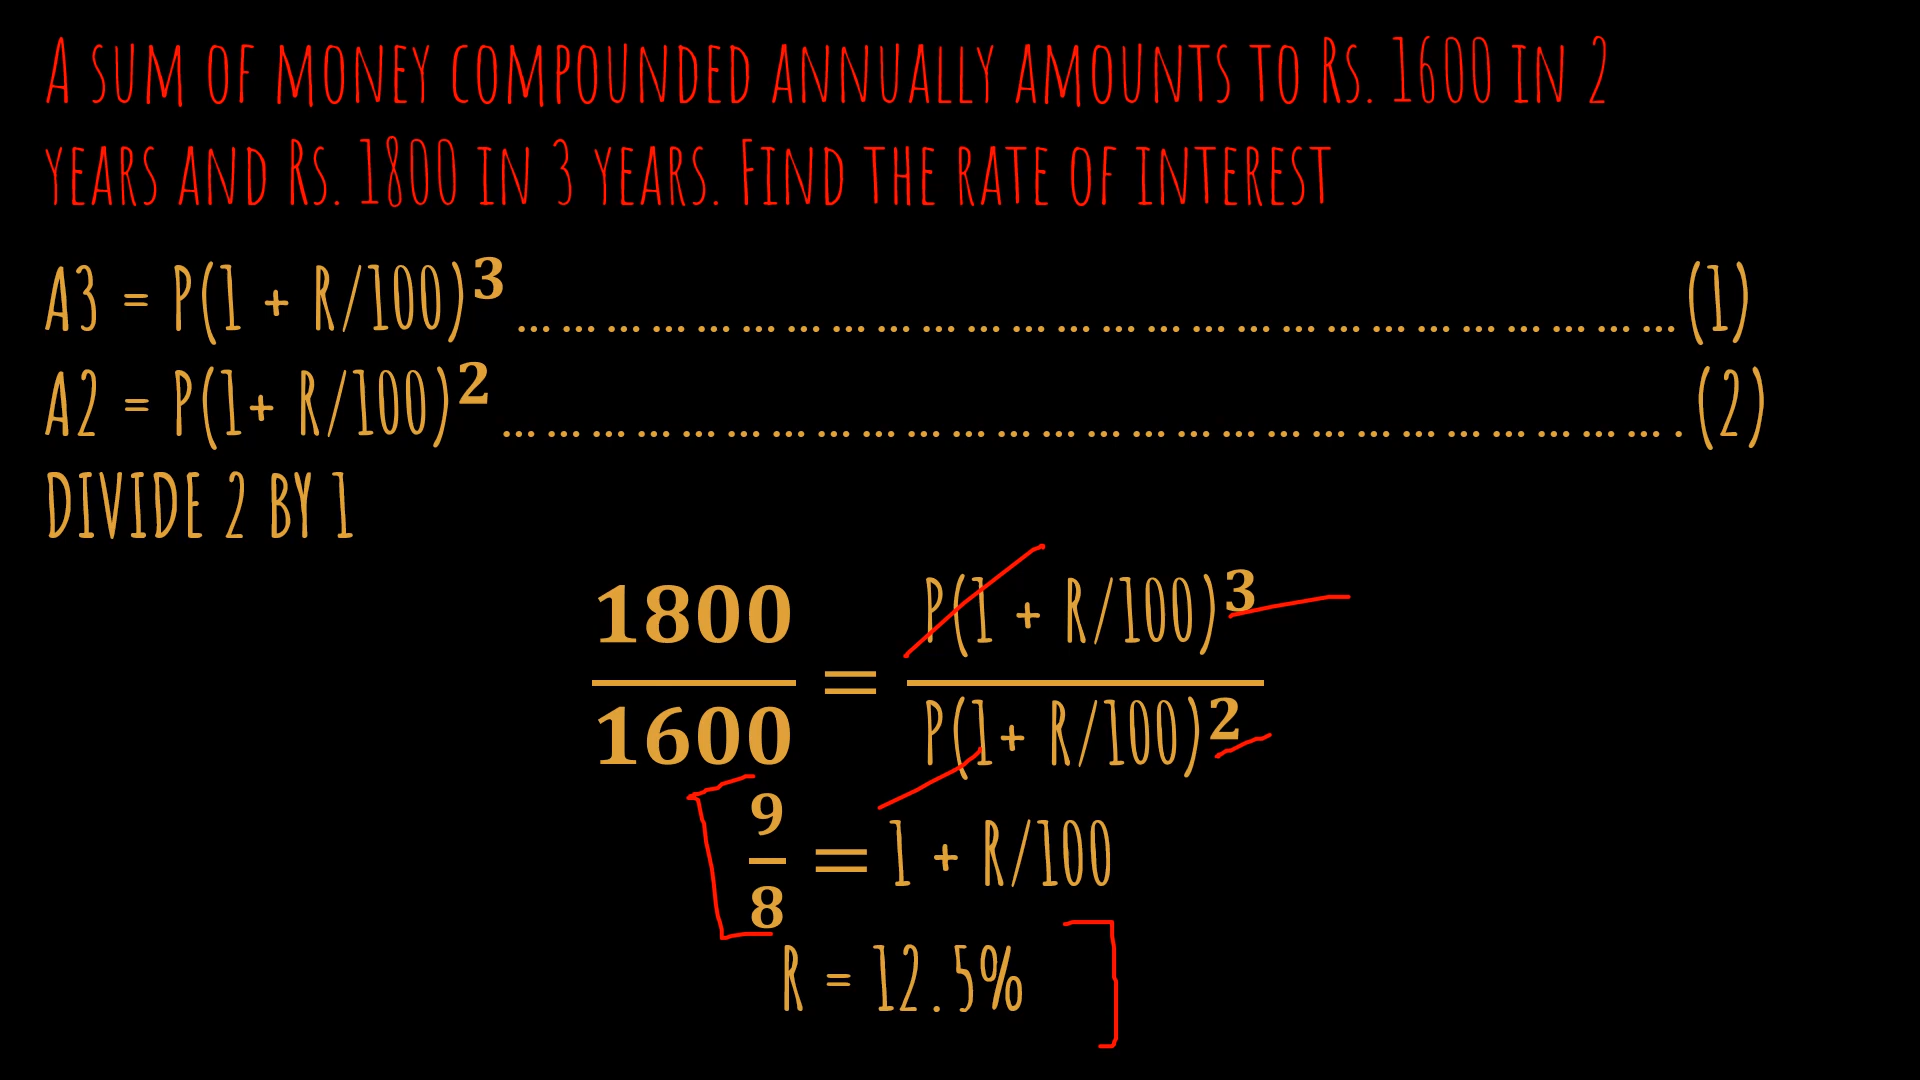 A sum of money compounded annually amounts to Rs. 1600 in 2
years and Rs. 1800 in 3 years. Find the rate of interest
A3 = P(1 + R/100)³ ……………………………………………………………………(1)
A2 = P(1+ R/100)² …………………………………………………………………….(2)
DIVIDE 2 BY 1
1800/1600 = P(1 + R/100)³/P(1+ R/100)²
9/8 = 1 + R/100
R = 12.5%